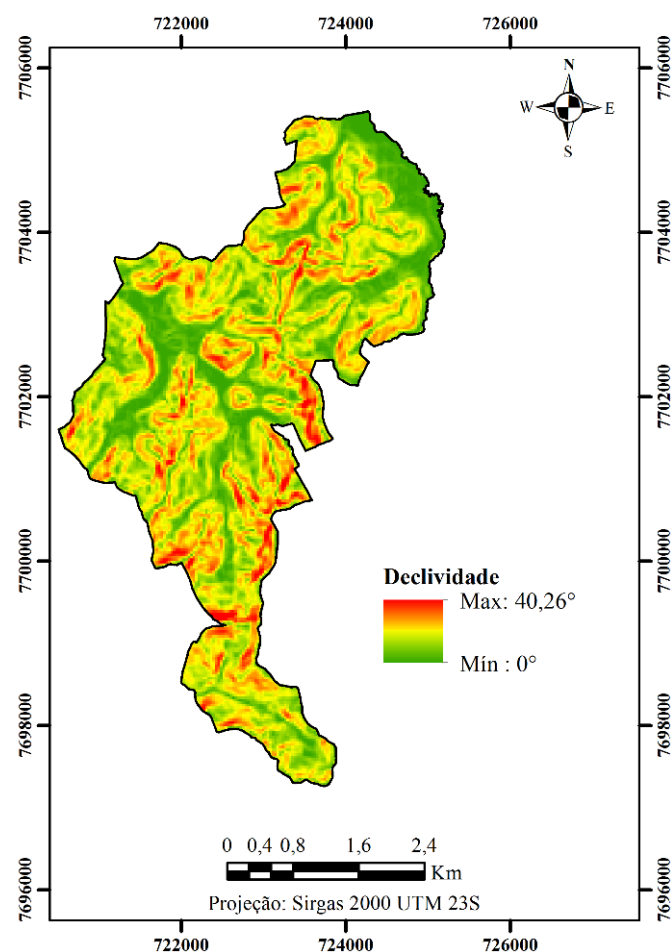 722000 724000 726000
7706000 7706000
N
W E
S
7704000 7704000
7702000 7702000
7700000 7700000
Declividade
Max: 40,26°
Mín : 0°
7698000 7698000
0 0,4 0,8 1,6 2,4
Km
Projeção: Sirgas 2000 UTM 23S
7696000 7696000
722000 724000 726000